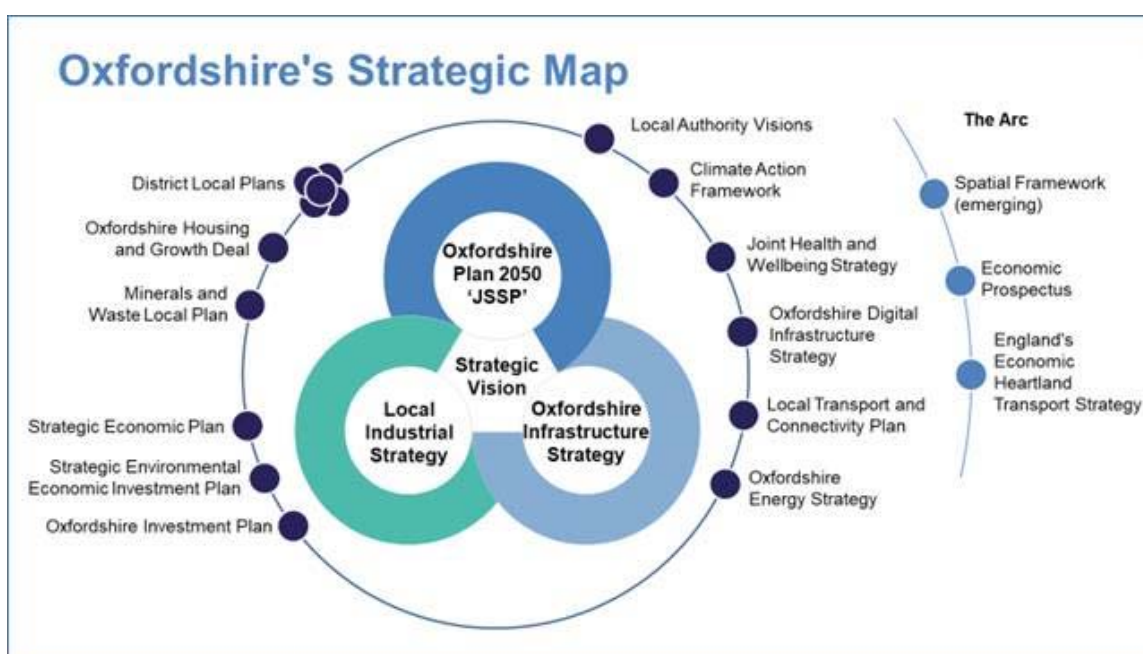 Oxfordshire's Strategic Map
District Local Plans
Oxfordshire Housing
and Growth Deal
Minerals and
Waste Local Plan
Strategic Economic Plan
Strategic Environmental
Economic Investment Plan
Oxfordshire Investment Plan
Oxfordshire
Plan 2050
‘JSSP’
Strategic
Vision
Local
Industrial
Strategy
Oxfordshire
Infrastructure
Strategy
Local Authority Visions
Climate Action
Framework
Joint Health and
Wellbeing Strategy
Oxfordshire Digital
Infrastructure
Strategy
Local Transport and
Connectivity Plan
Oxfordshire
Energy Strategy
The Arc
Spatial Framework
(emerging)
Economic
Prospectus
England's
Economic
Heartland
Transport Strategy